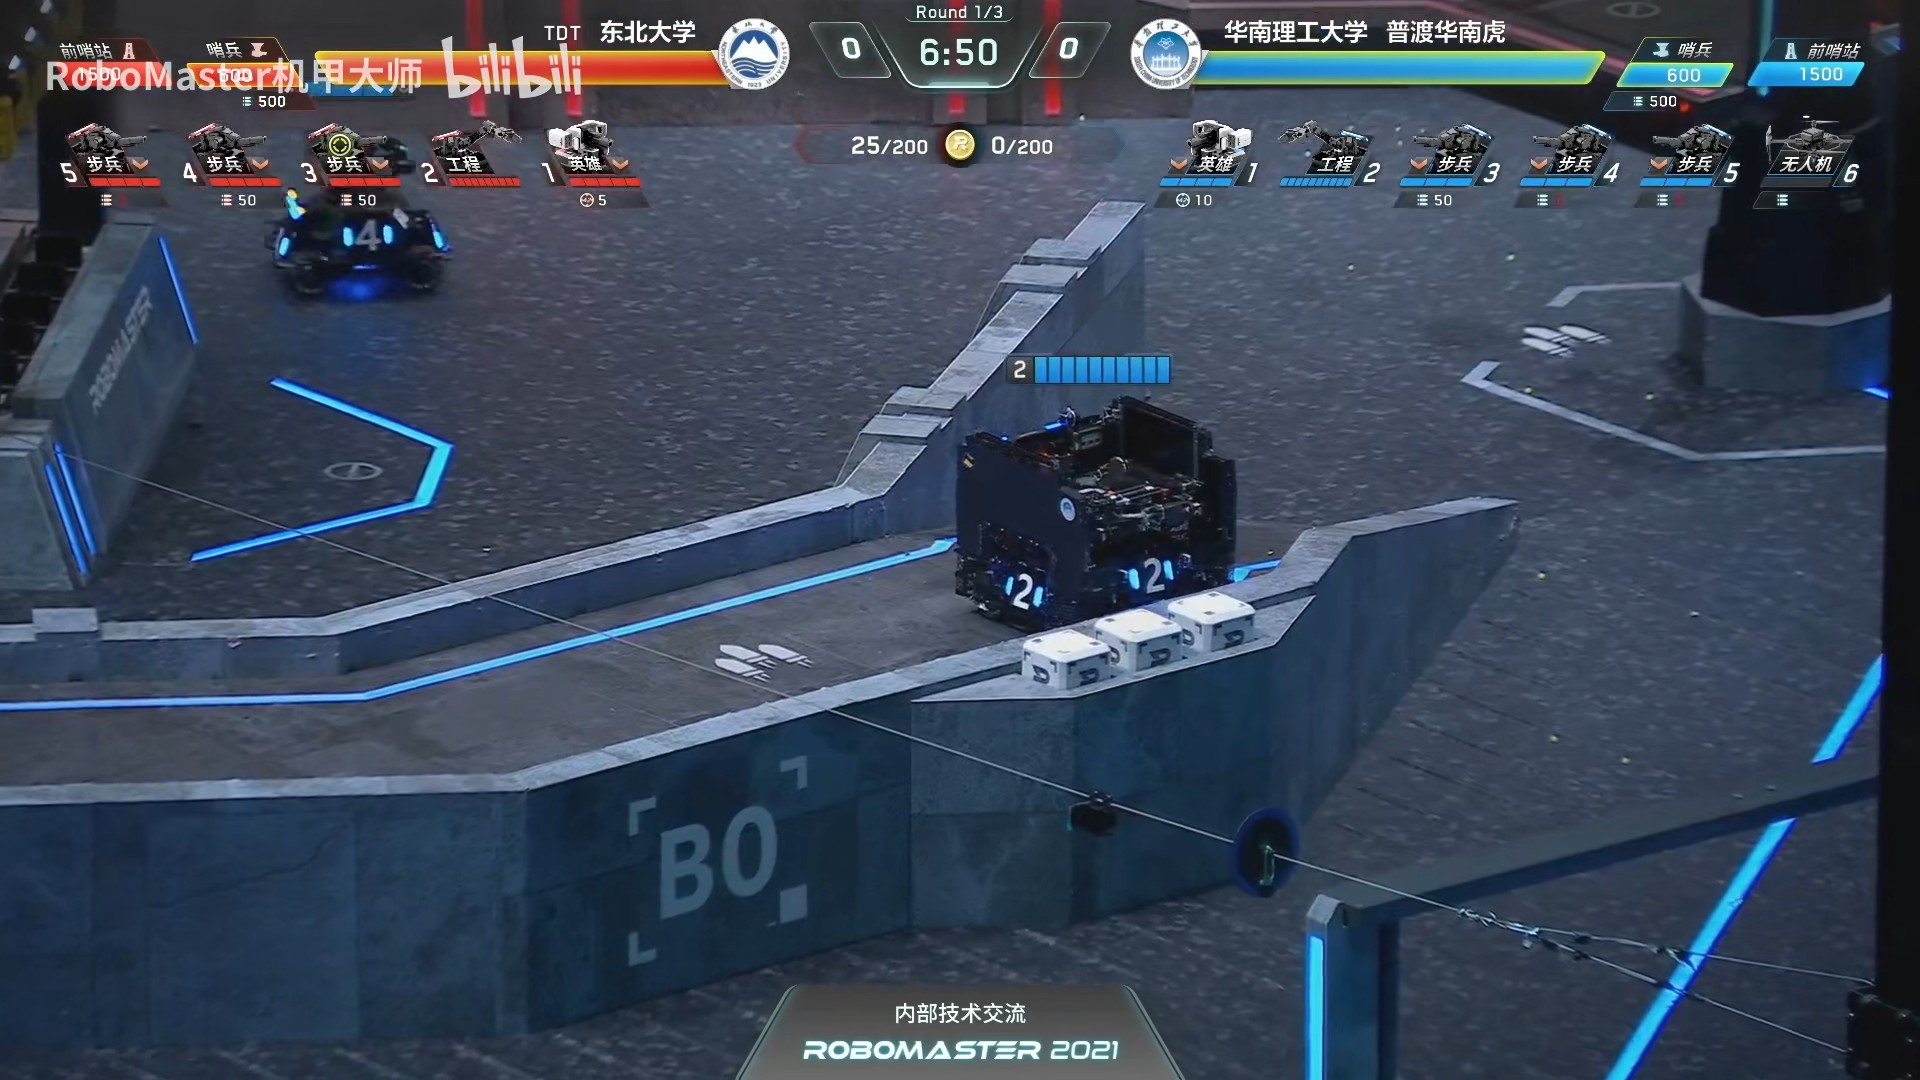 Round 1/3
TDT 东北大学
0
6:50
0
华南理工大学 普渡华南虎
前哨站
哨兵
哨兵
前哨站
1500
600
600
1500
RoboMaster机甲大师 bilibili
500
500
25/200
0/200
5 步兵
4 步兵
3 步兵
2 工程
1 英雄
英雄 1
工程 2
步兵 3
步兵 4
步兵 5
无人机 6
50
50
5
10
50
4
ROBOMASTER
2
2
2
B0
内部技术交流
ROBOMASTER 2021